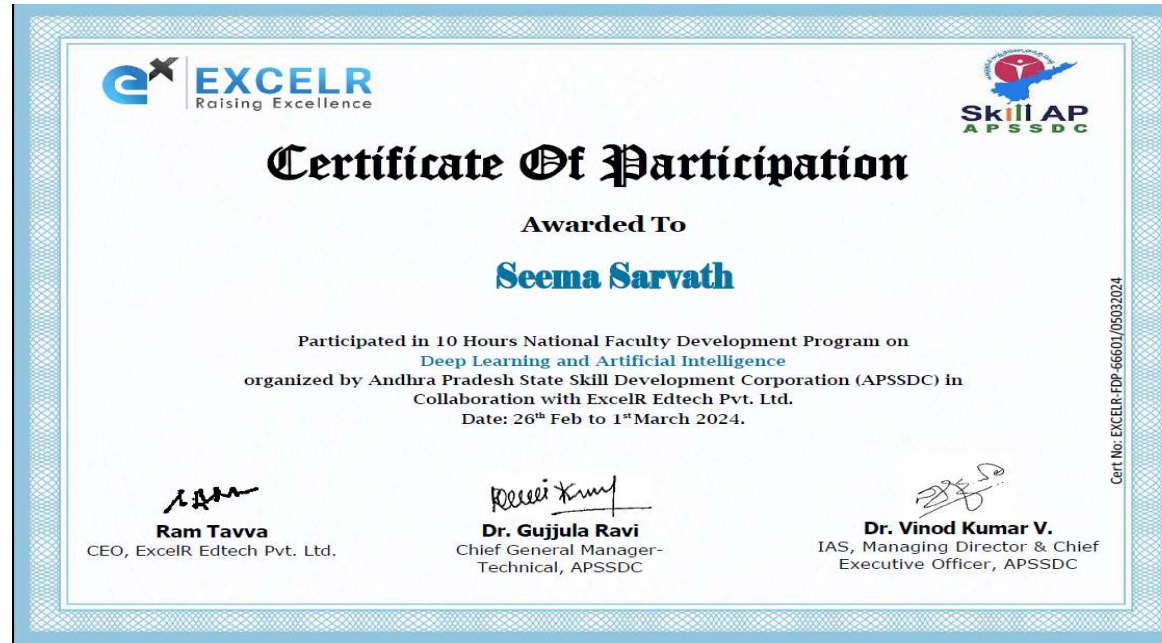 ex EXCELR
Raising Excellence
Skill AP
APSSDC
Certificate Of Participation
Awarded To
Seema Sarvath
Participated in 10 Hours National Faculty Development Program on
Deep Learning and Artificial Intelligence
organized by Andhra Pradesh State Skill Development Corporation (APSSDC) in
Collaboration with ExcelR Edtech Pvt. Ltd.
Date: 26th Feb to 1st March 2024.
Cert No: EXCELR-FDP-66601/05032024
Ram Tavva
CEO, ExcelR Edtech Pvt. Ltd.
Dr. Gujjula Ravi
Chief General Manager-
Technical, APSSDC
Dr. Vinod Kumar V.
IAS, Managing Director & Chief
Executive Officer, APSSDC